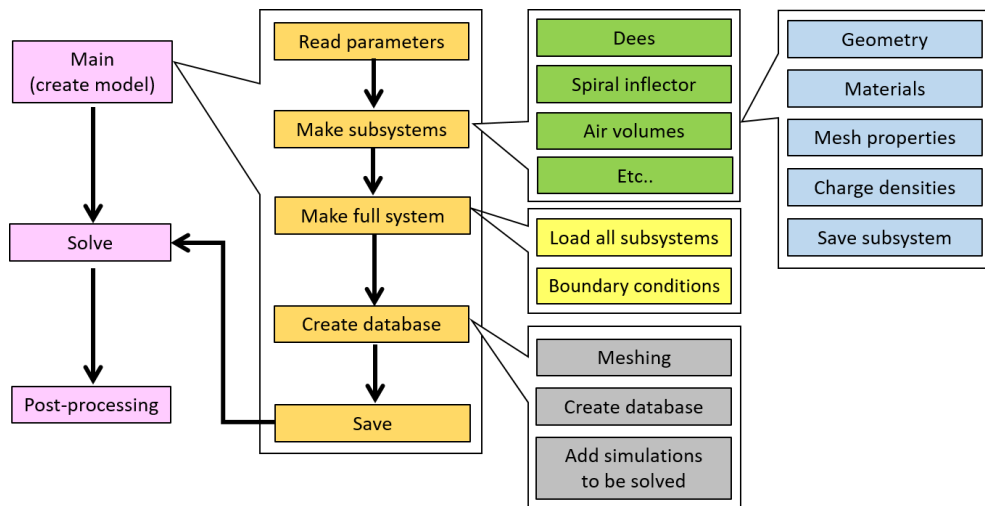 Main
(create model)
Solve
Post-processing
Read parameters
Make subsystems
Make full system
Create database
Save
Dees
Spiral inflector
Air volumes
Etc..
Load all subsystems
Boundary conditions
Meshing
Create database
Add simulations
to be solved
Geometry
Materials
Mesh properties
Charge densities
Save subsystem